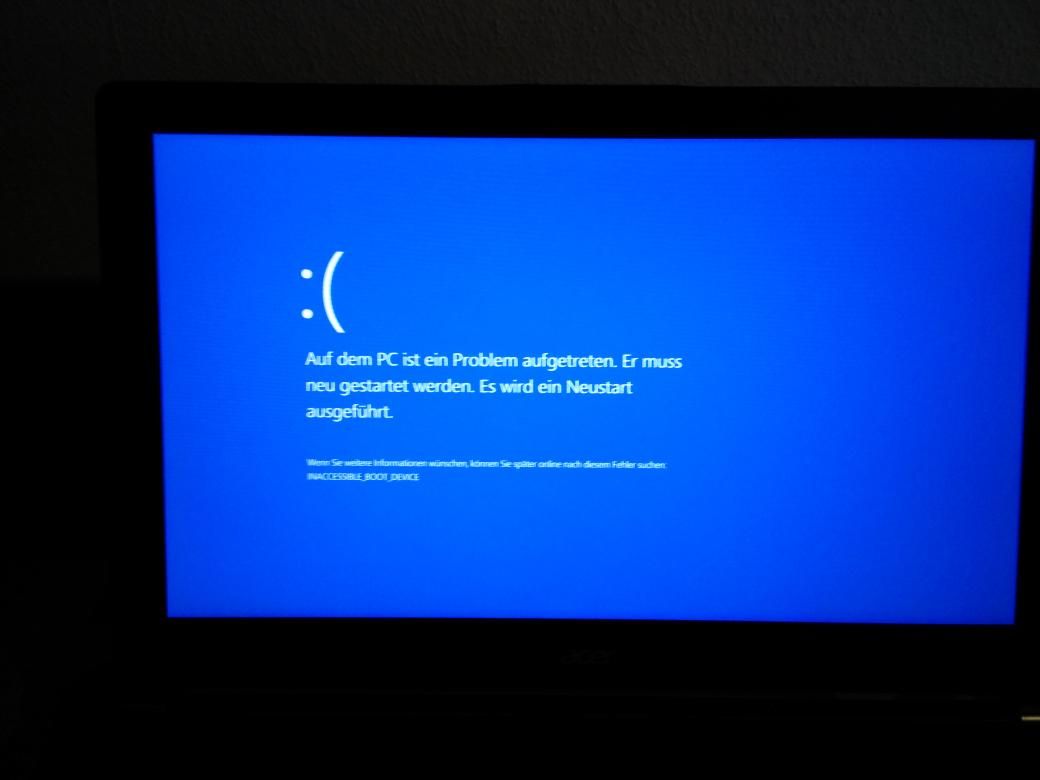 :(
Auf dem PC ist ein Problem aufgetreten. Er muss
neu gestartet werden. Es wird ein Neustart
ausgeführt.
Wenn Sie weitere Informationen wünschen, können Sie später online nach diesem Fehler suchen:
INACCESSIBLE_BOOT_DEVICE
acer